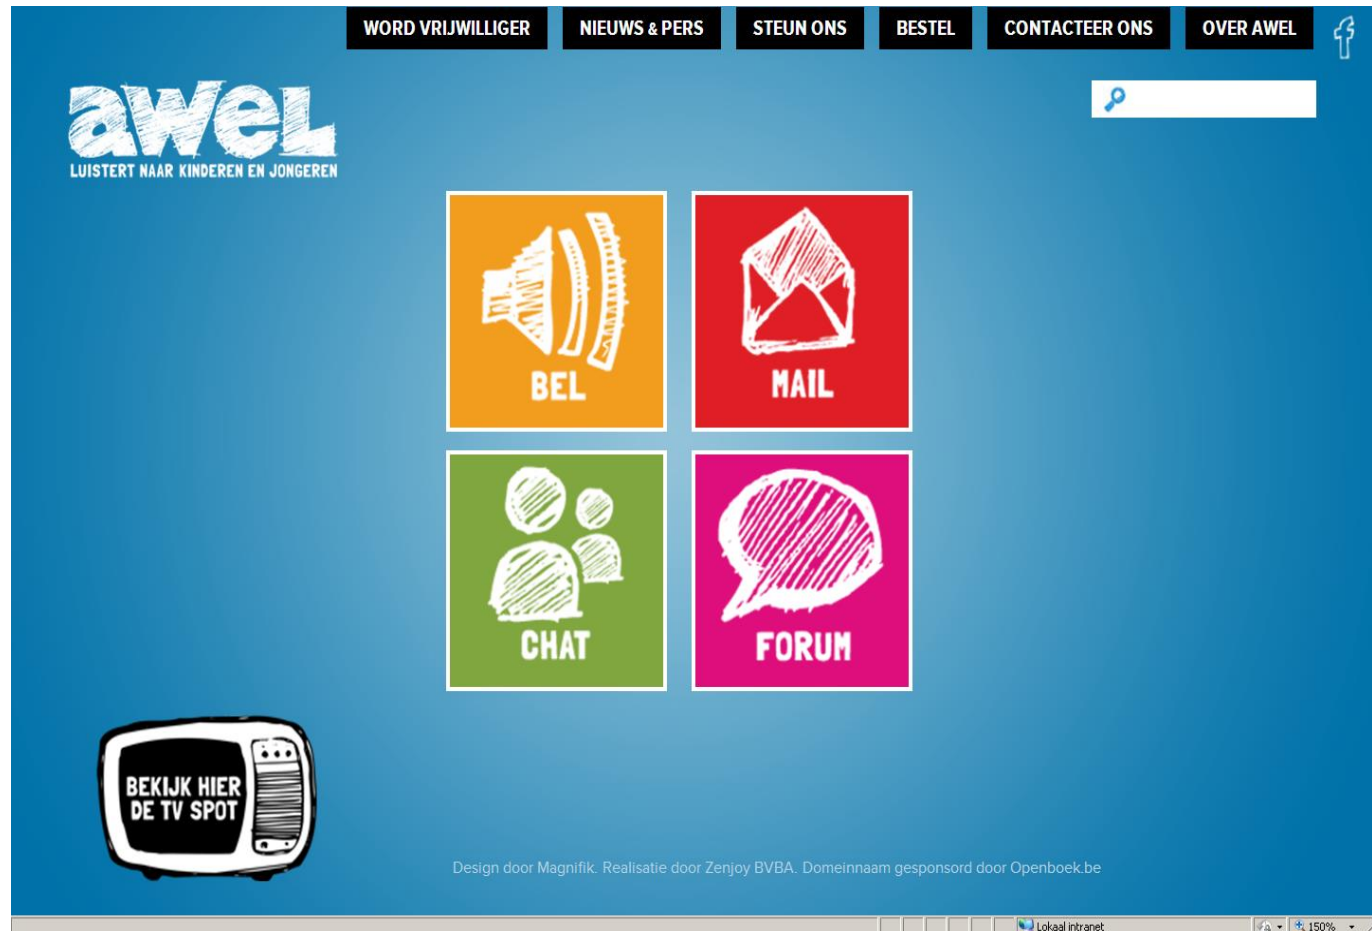 WORD VRIJWILLIGER NIEUWS & PERS STEUN ONS BESTEL CONTACTEER ONS OVER AWEL
awel
LUISTERT NAAR KINDEREN EN JONGEREN
BEL MAIL
CHAT FORUM
BEKIJK HIER
DE TV SPOT
Design door Magnifik. Realisatie door Zenjoy BVBA. Domeinnaam gesponsord door Openboek.be
Lokaal intranet 150%